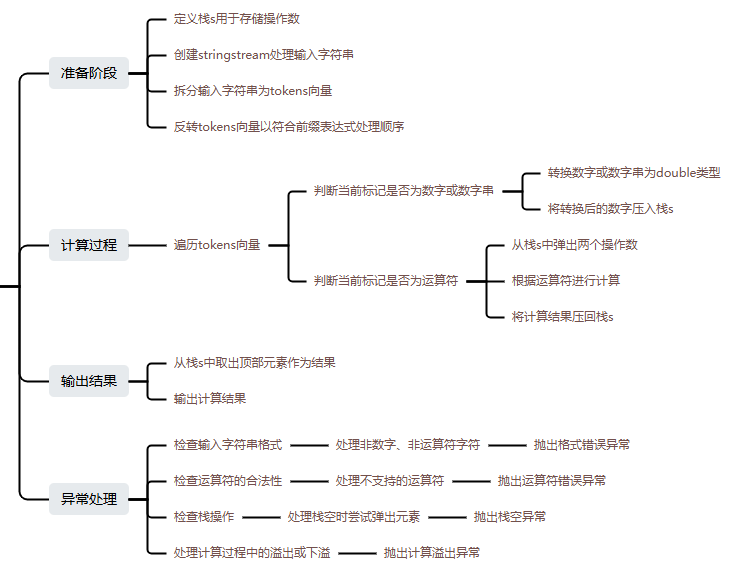 准备阶段
定义栈s用于存储操作数
创建stringstream处理输入字符串
拆分输入字符串为tokens向量
反转tokens向量以符合前缀表达式处理顺序
计算过程
遍历tokens向量
判断当前标记是否为数字或数字串
转换数字或数字串为double类型
将转换后的数字压入栈s
判断当前标记是否为运算符
从栈s中弹出两个操作数
根据运算符进行计算
将计算结果压回栈s
输出结果
从栈s中取出顶部元素作为结果
输出计算结果
异常处理
检查输入字符串格式
处理非数字、非运算符字符
抛出格式错误异常
检查运算符的合法性
处理不支持的运算符
抛出运算符错误异常
检查栈操作
处理栈空时尝试弹出元素
抛出栈空异常
处理计算过程中的溢出或下溢
抛出计算溢出异常